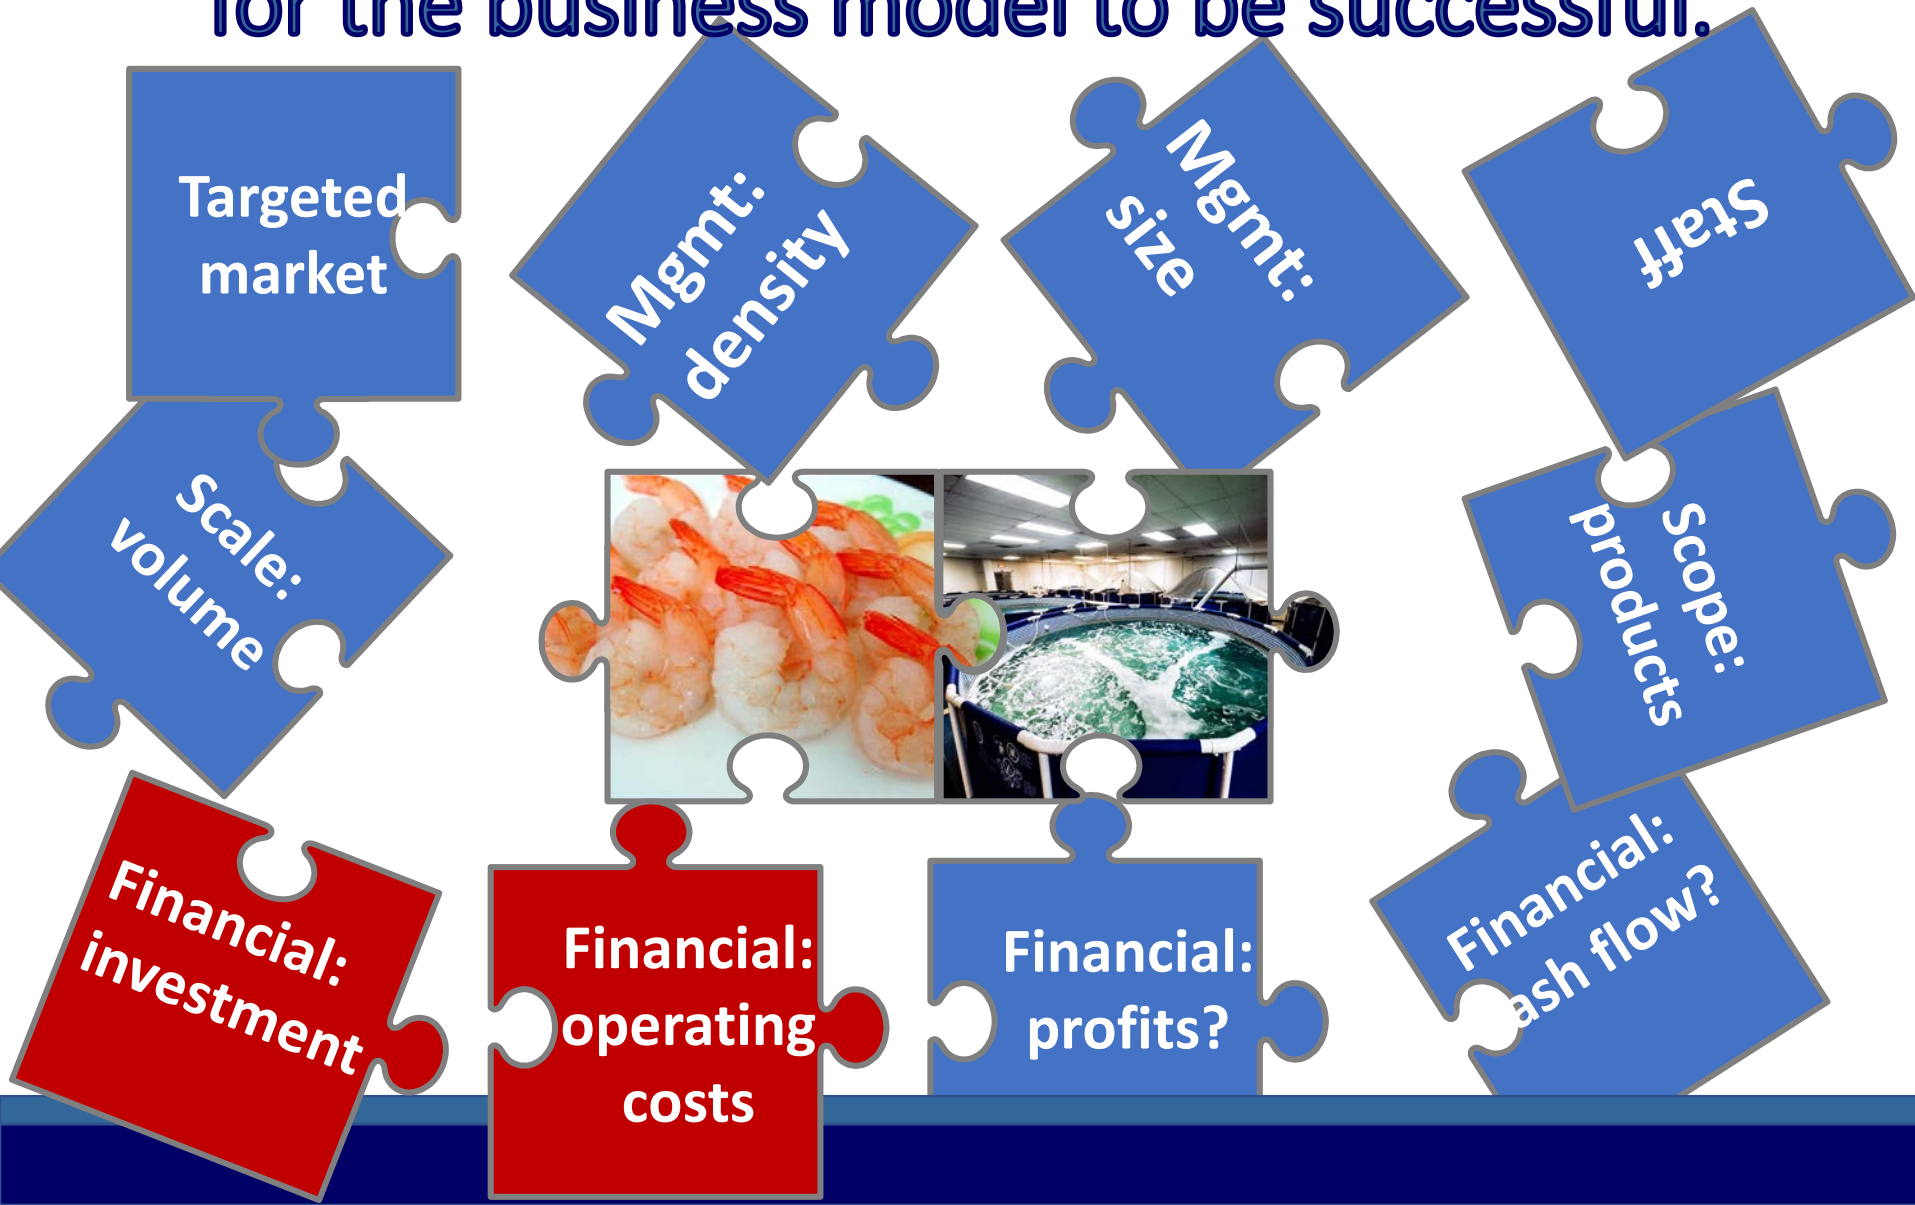 for the business model to be successful.
Targeted
market
Mgmt:
density
Mgmt:
size
Staff
Scale:
volume
Scope:
products
Financial:
investment
Financial:
operating
costs
Financial:
profits?
Financial:
ash flow?